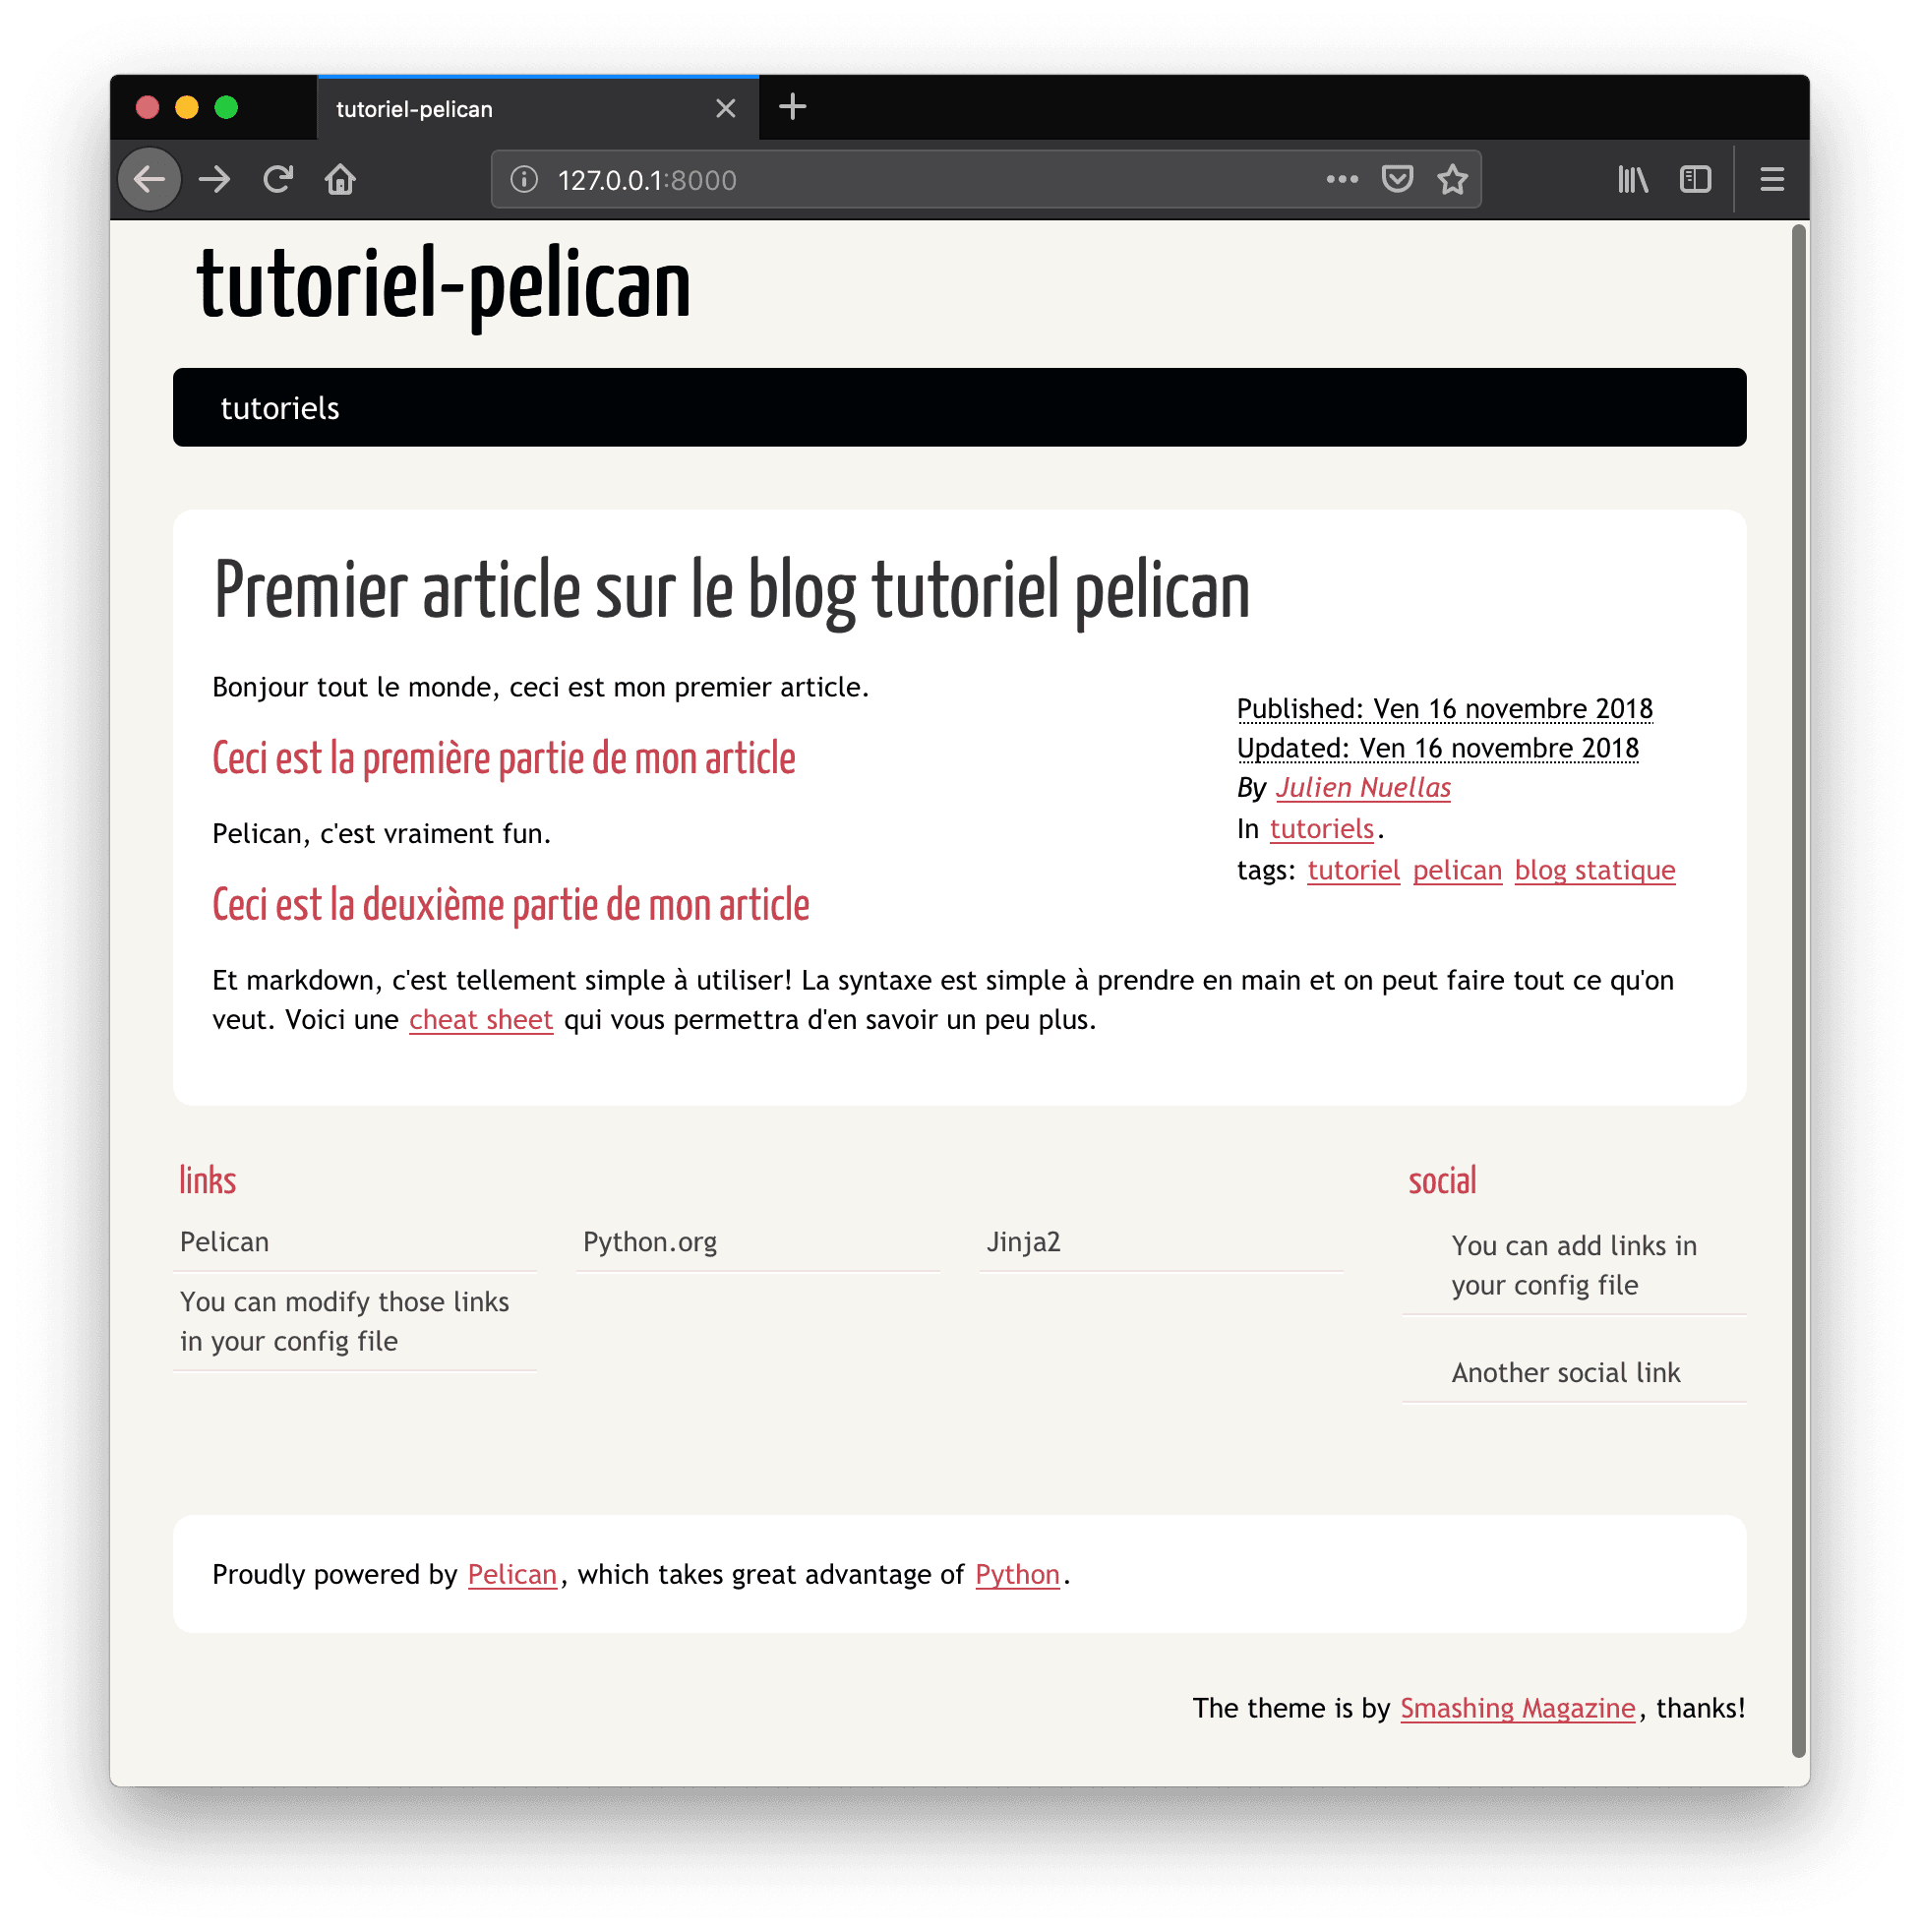 tutoriel-pelican
127.0.0.1:8000
tutoriel-pelican
tutoriels
Premier article sur le blog tutoriel pelican
Bonjour tout le monde, ceci est mon premier article.
Published: Ven 16 novembre 2018
Updated: Ven 16 novembre 2018
By Julien Nuellas
In tutoriels.
tags: tutoriel pelican blog statique
Ceci est la première partie de mon article
Pelican, c'est vraiment fun.
Ceci est la deuxième partie de mon article
Et markdown, c'est tellement simple à utiliser! La syntaxe est simple à prendre en main et on peut faire tout ce qu'on
veut. Voici une cheat sheet qui vous permettra d'en savoir un peu plus.
links
Pelican
Python.org
Jinja2
You can modify those links
in your config file
social
You can add links in
your config file
Another social link
Proudly powered by Pelican, which takes great advantage of Python.
The theme is by Smashing Magazine, thanks!